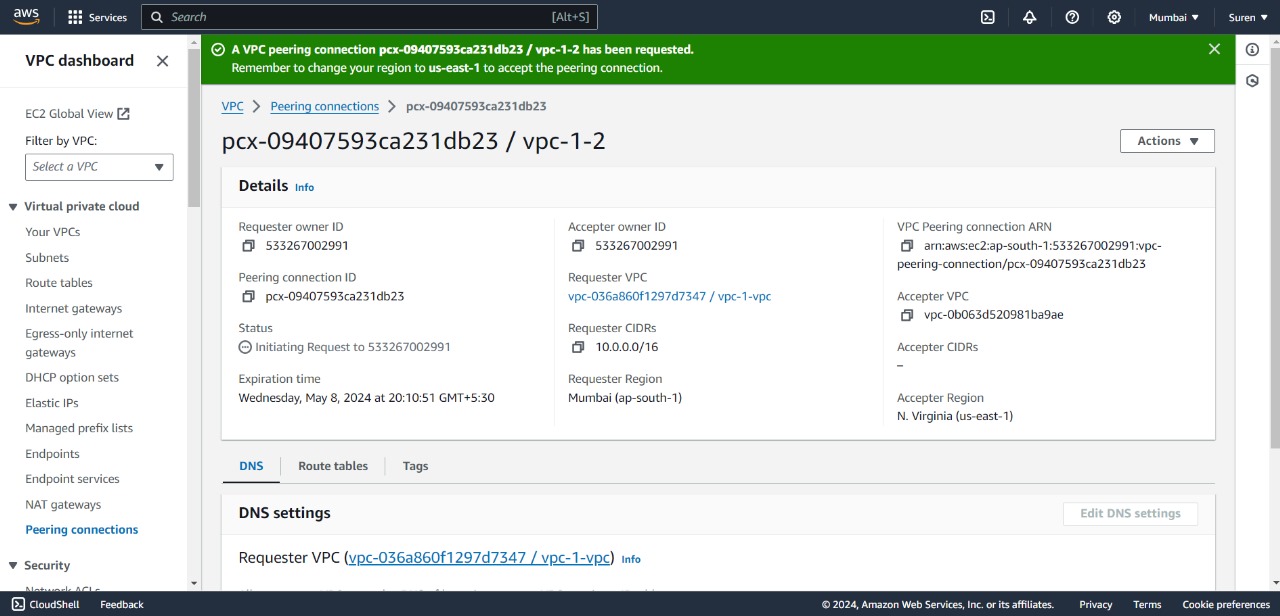 aws
Services
Search
[Alt+S]
Mumbai
Suren
VPC dashboard
EC2 Global View
Filter by VPC:
Select a VPC
Virtual private cloud
Your VPCs
Subnets
Route tables
Internet gateways
Egress-only internet
gateways
DHCP option sets
Elastic IPs
Managed prefix lists
Endpoints
Endpoint services
NAT gateways
Peering connections
Security
Network ACLs
A VPC peering connection pcx-09407593ca231db23 / vpc-1-2 has been requested.
Remember to change your region to us-east-1 to accept the peering connection.
VPC > Peering connections > pcx-09407593ca231db23
pcx-09407593ca231db23 / vpc-1-2
Actions
Details Info
Requester owner ID
533267002991
Peering connection ID
pcx-09407593ca231db23
Status
Initiating Request to 533267002991
Expiration time
Wednesday, May 8, 2024 at 20:10:51 GMT+5:30
Accepter owner ID
533267002991
Requester VPC
vpc-036a860f1297d7347 / vpc-1-vpc
Requester CIDRs
10.0.0.0/16
Requester Region
Mumbai (ap-south-1)
VPC Peering connection ARN
arn:aws:ec2:ap-south-1:533267002991:vpc-
peering-connection/pcx-09407593ca231db23
Accepter VPC
vpc-0b063d520981ba9ae
Accepter CIDRs
–
Accepter Region
N. Virginia (us-east-1)
DNS
Route tables
Tags
DNS settings
Edit DNS settings
Requester VPC (vpc-036a860f1297d7347 / vpc-1-vpc) Info
CloudShell
Feedback
© 2024, Amazon Web Services, Inc. or its affiliates.
Privacy
Terms
Cookie preferences